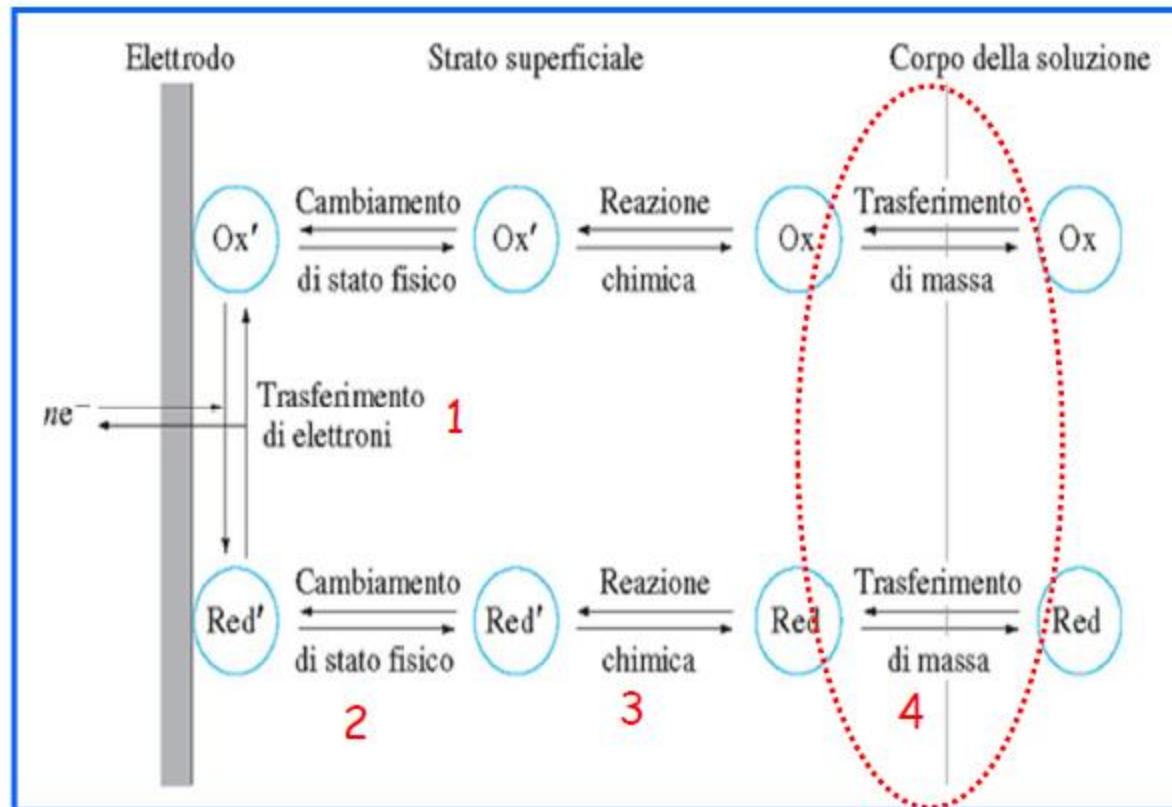 Elettrodo
Strato superficiale
Corpo della soluzione
Cambiamento
Reazione
Trasferimento
Ox′
Ox′
Ox
Ox
di stato fisico
chimica
di massa
Trasferimento
di elettroni
1
ne⁻
Cambiamento
Reazione
Trasferimento
Red′
Red′
Red
Red
di stato fisico
chimica
di massa
2
3
4